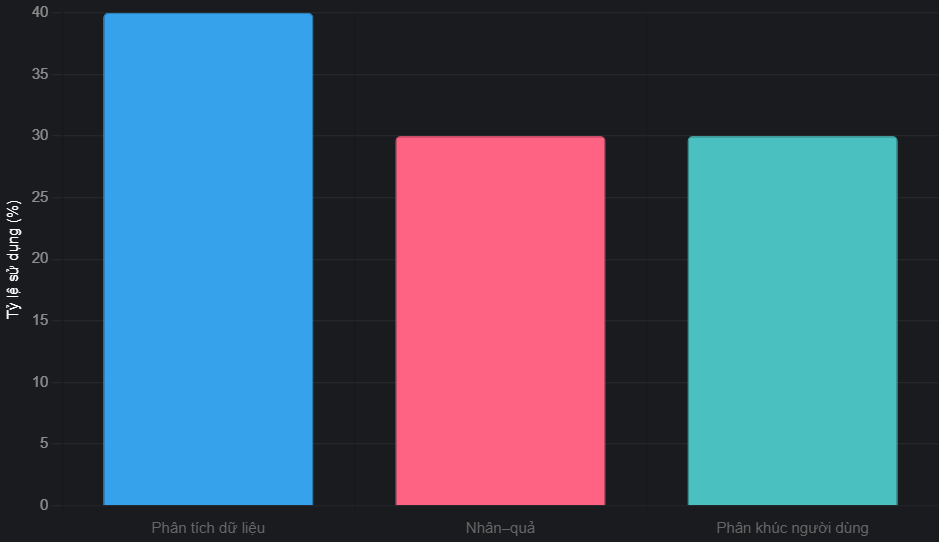 40
35
30
25
20
15
10
5
0
Tỷ lệ sử dụng (%)
Phân tích dữ liệu
Nhân–quả
Phân khúc người dùng